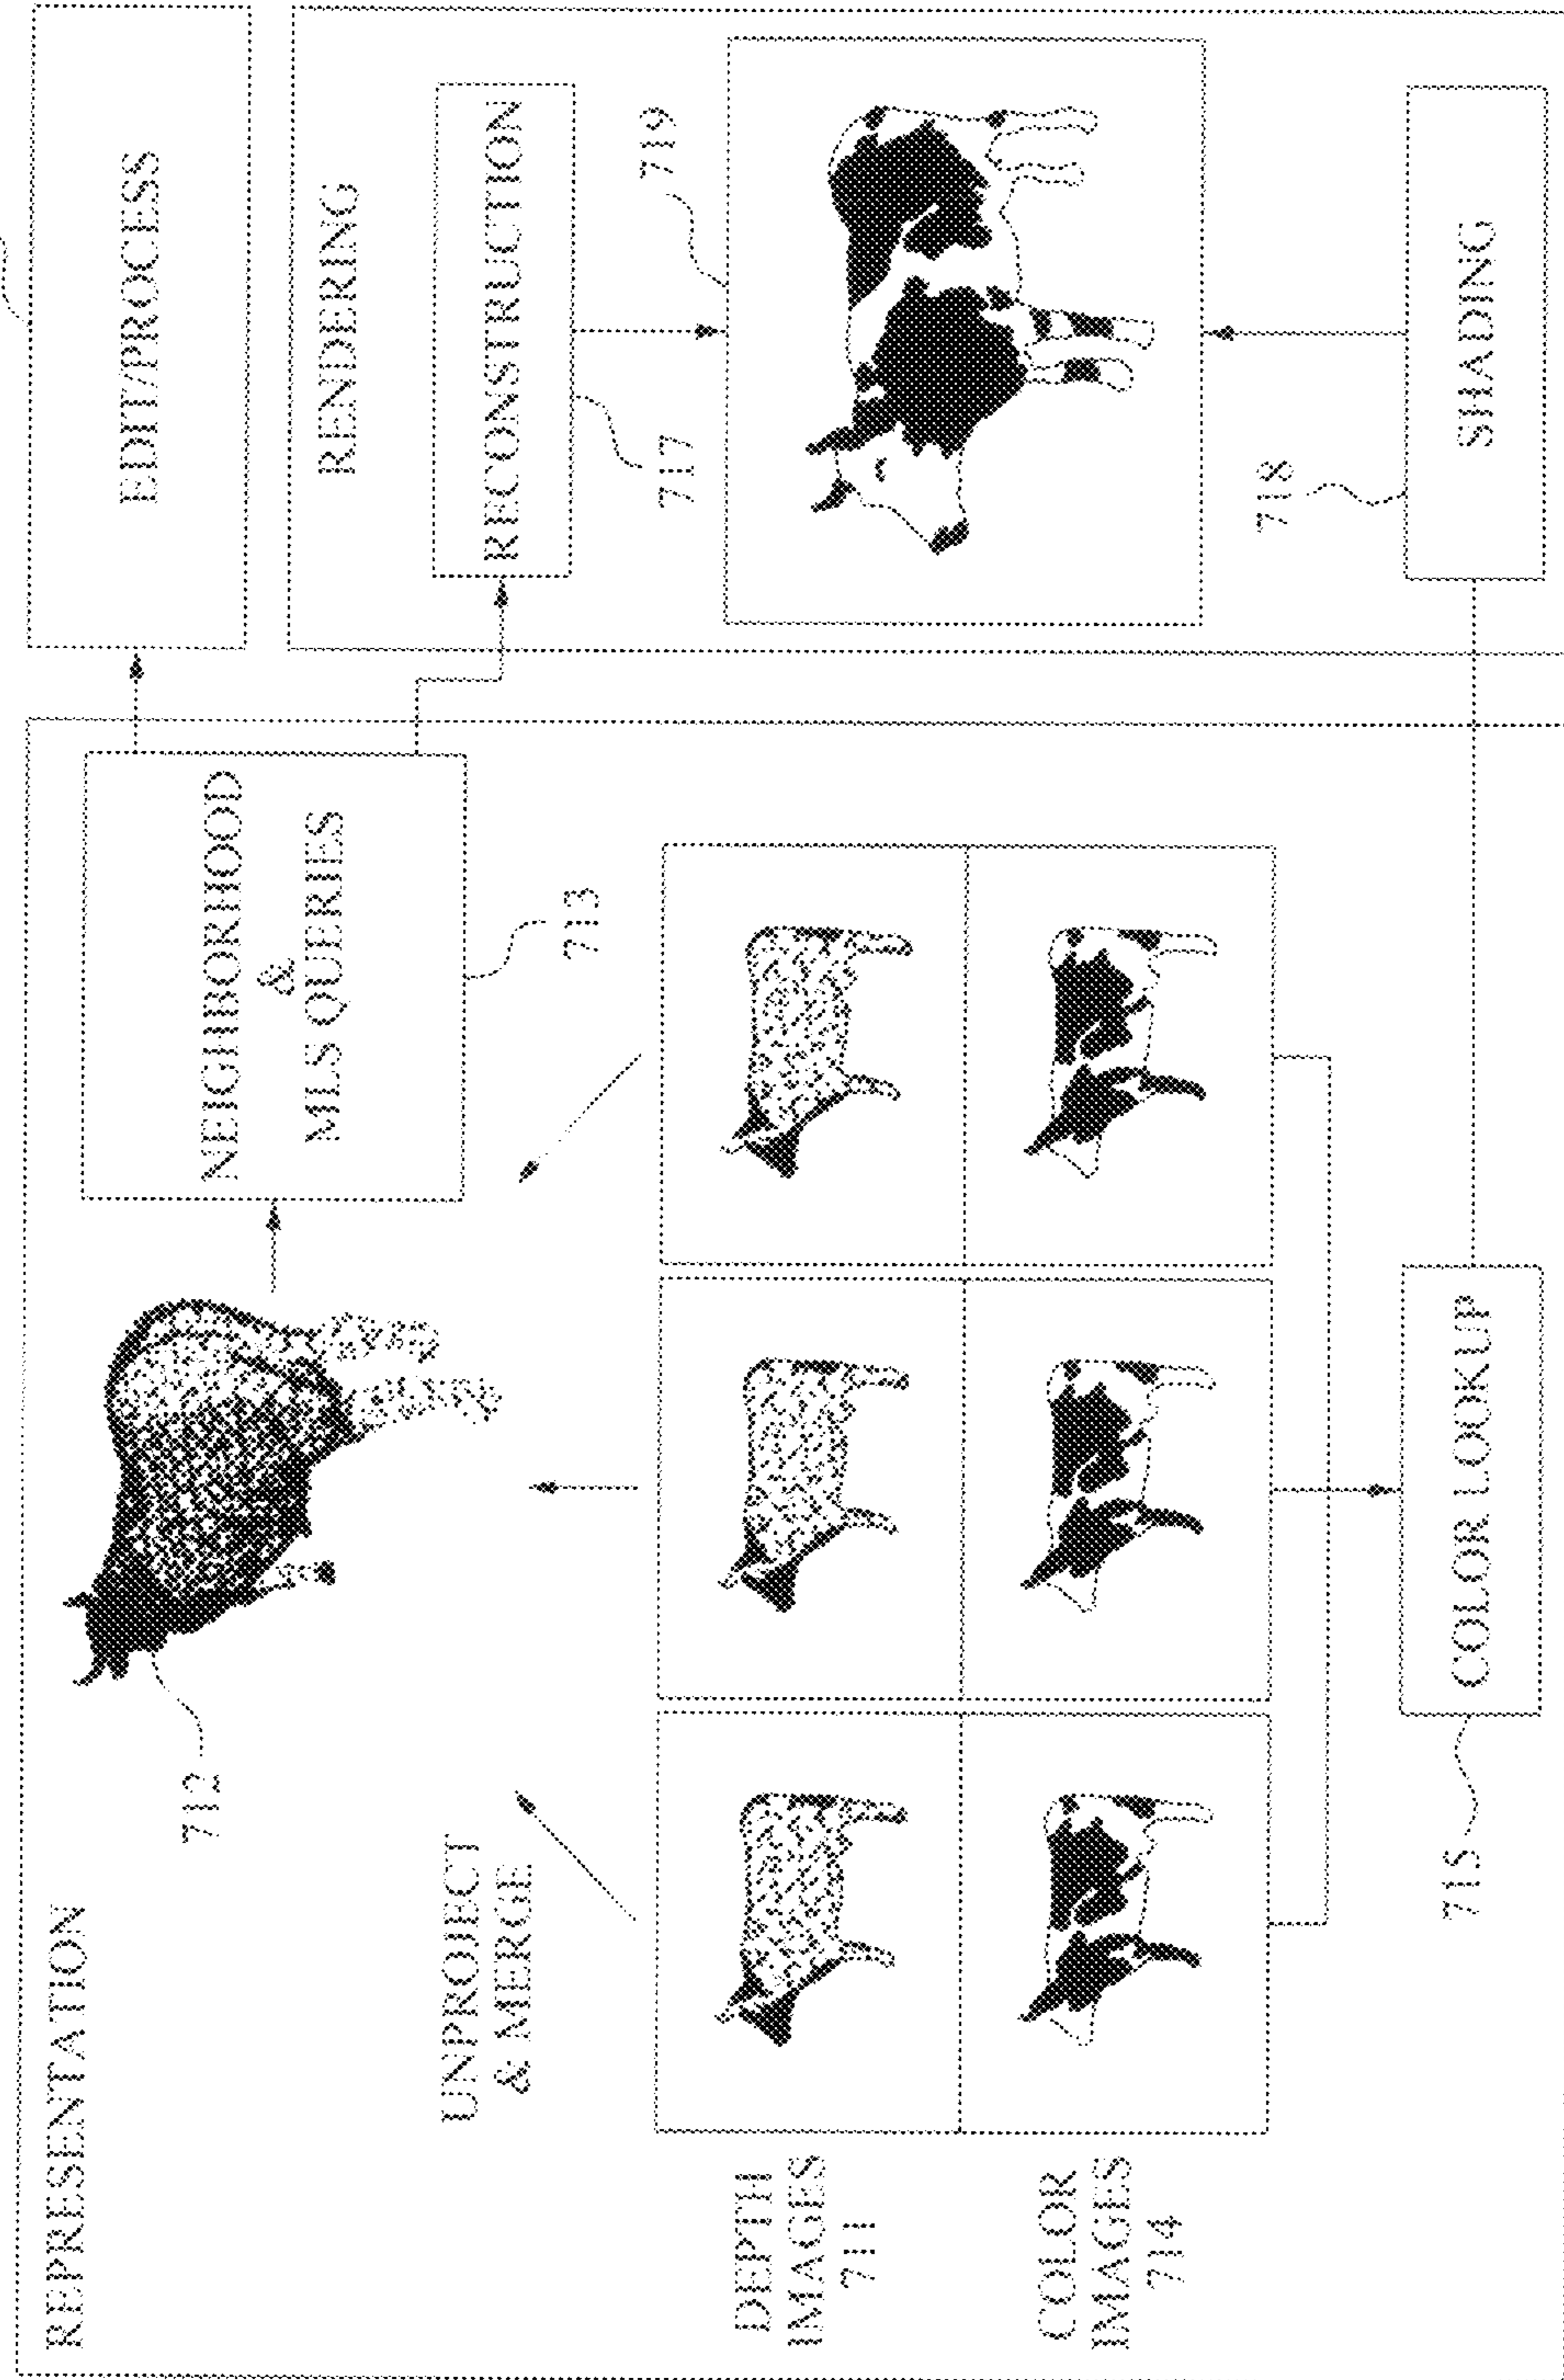 REPRESENTATION
712
UNPROJECT
& MERGE
NEIGHBORHOOD
&
MLS QUERIES
713
DEPTH
IMAGES
711
COLOR
IMAGES
714
715
COLOR LOOKUP
EDIT/PROCESS
RENDERING
RECONSTRUCTION
717
719
718
SHADING